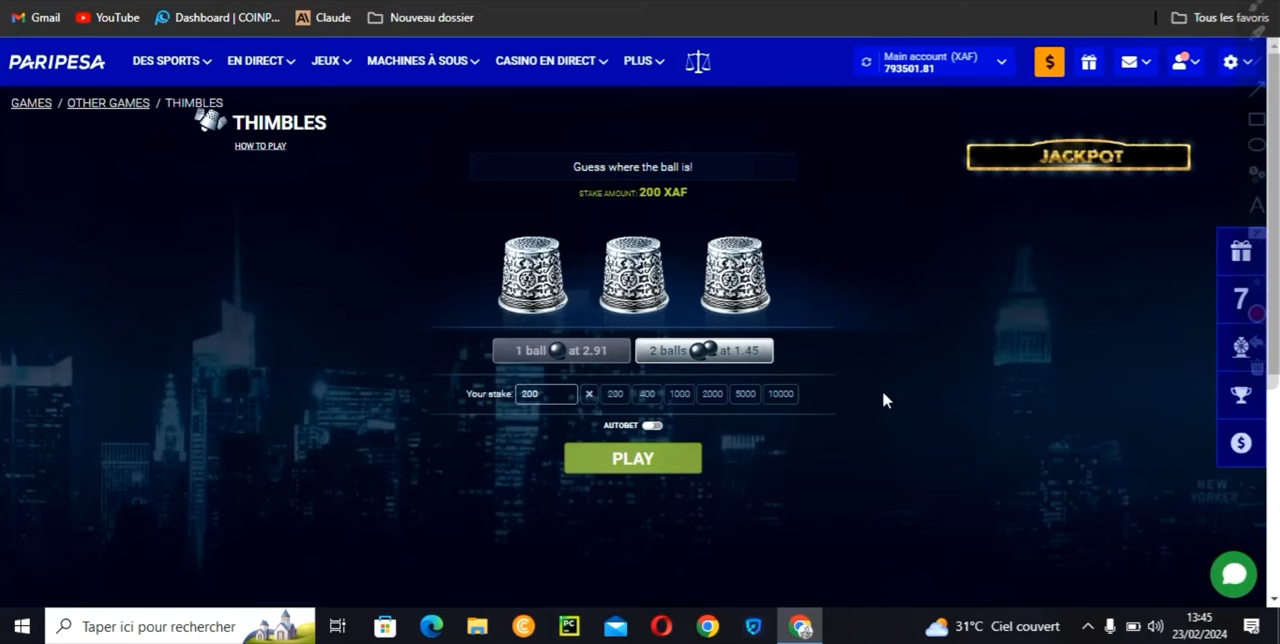 Gmail YouTube Dashboard | COINP... Claude Nouveau dossier Tous les favoris
PARIPESA DES SPORTS EN DIRECT JEUX MACHINES À SOUS CASINO EN DIRECT PLUS
Main account (XAF)
793501.81
GAMES / OTHER GAMES / THIMBLES
THIMBLES
HOW TO PLAY
JACKPOT
Guess where the ball is!
STAKE AMOUNT: 200 XAF
1 ball at 2.91 2 balls at 1.45
Your stake: 200 × 200 400 1000 2000 5000 10000
AUTOBET
PLAY
7
NEW
YORKER
Taper ici pour rechercher
PC
31°C Ciel couvert
13:45
23/02/2024